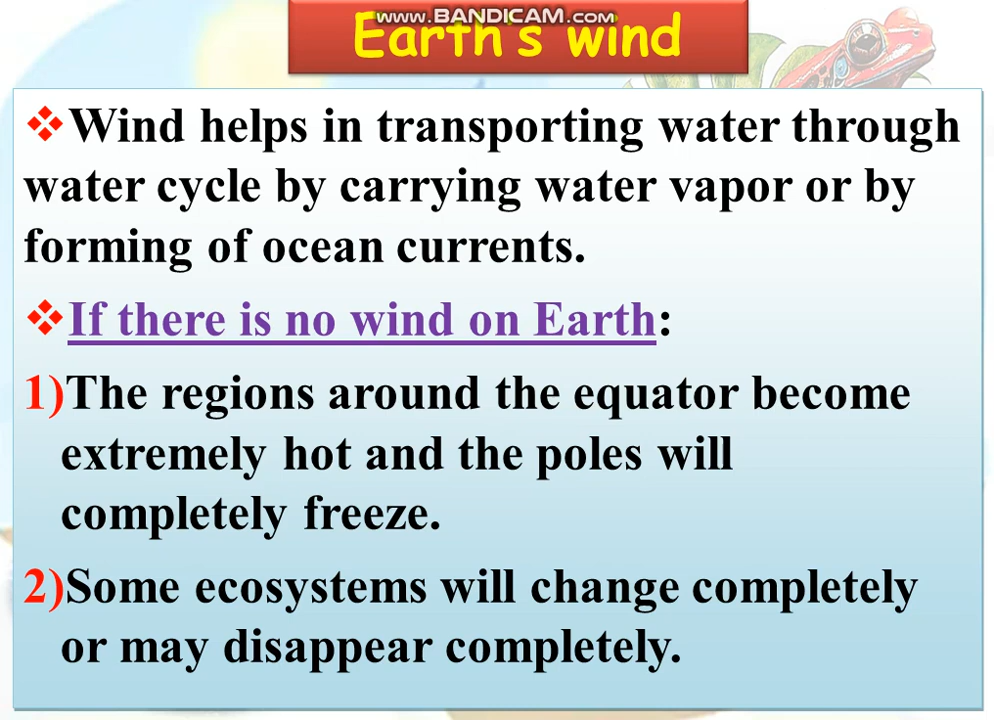 www.BANDICAM.com
Earth's wind
❖Wind helps in transporting water through
water cycle by carrying water vapor or by
forming of ocean currents.
❖If there is no wind on Earth:
1)The regions around the equator become
extremely hot and the poles will
completely freeze.
2)Some ecosystems will change completely
or may disappear completely.